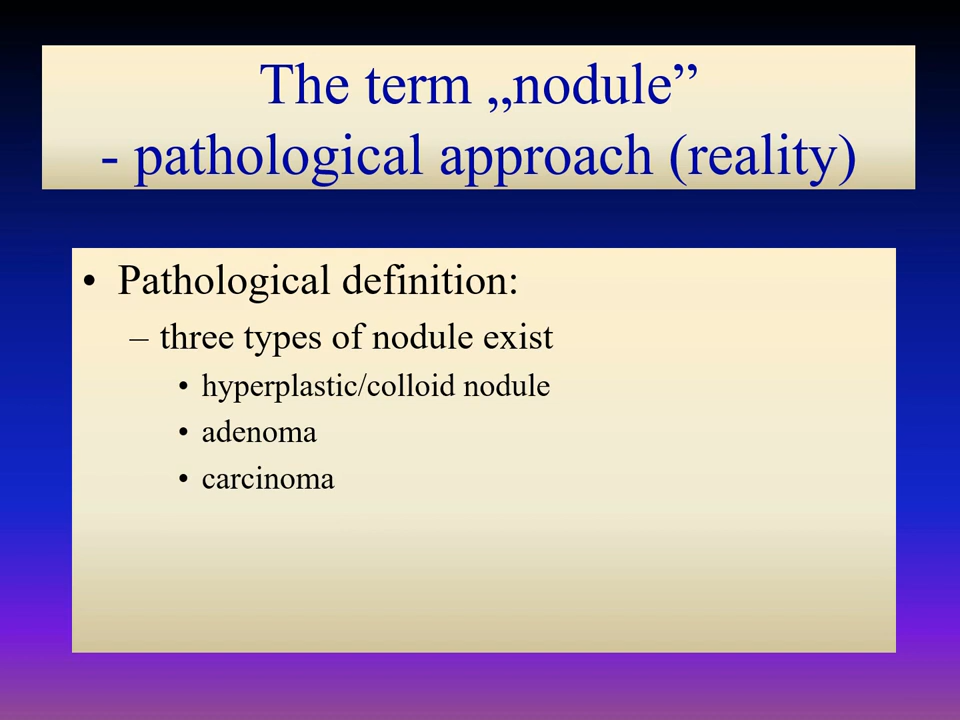 The term „nodule”
- pathological approach (reality)
• Pathological definition:
– three types of nodule exist
• hyperplastic/colloid nodule
• adenoma
• carcinoma